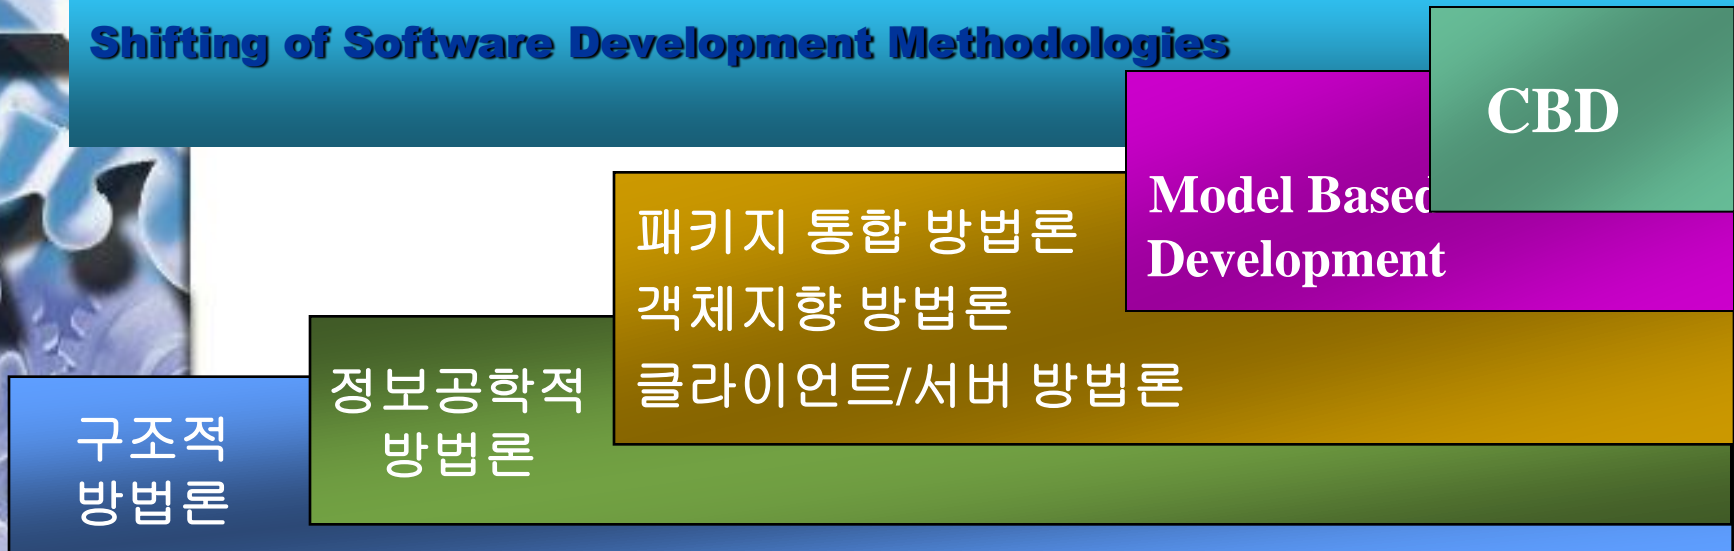 Shifting of Software Development Methodologies
CBD
Model Based
Development
패키지 통합 방법론
객체지향 방법론
클라이언트/서버 방법론
정보공학적
방법론
구조적
방법론